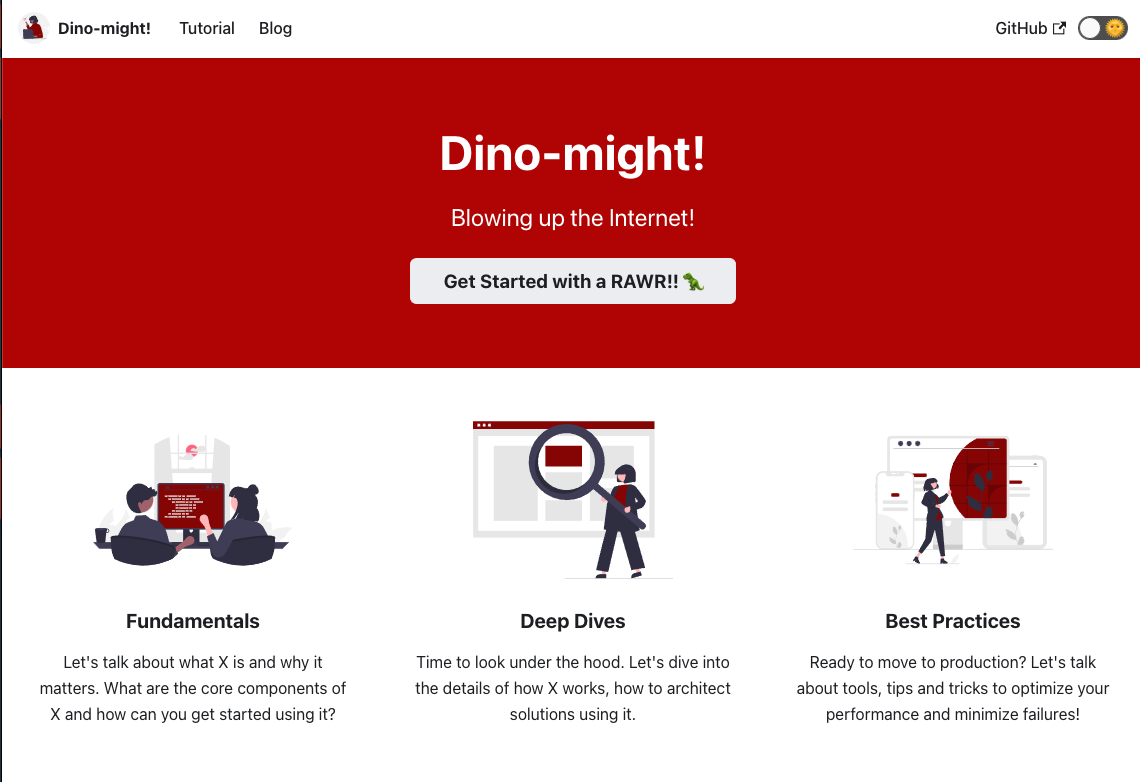 Dino-might! Tutorial Blog GitHub
Dino-might!
Blowing up the Internet!
Get Started with a RAWR!! 🦖
Fundamentals
Let's talk about what X is and why it
matters. What are the core components of
X and how can you get started using it?
Deep Dives
Time to look under the hood. Let's dive into
the details of how X works, how to architect
solutions using it.
Best Practices
Ready to move to production? Let's talk
about tools, tips and tricks to optimize your
performance and minimize failures!